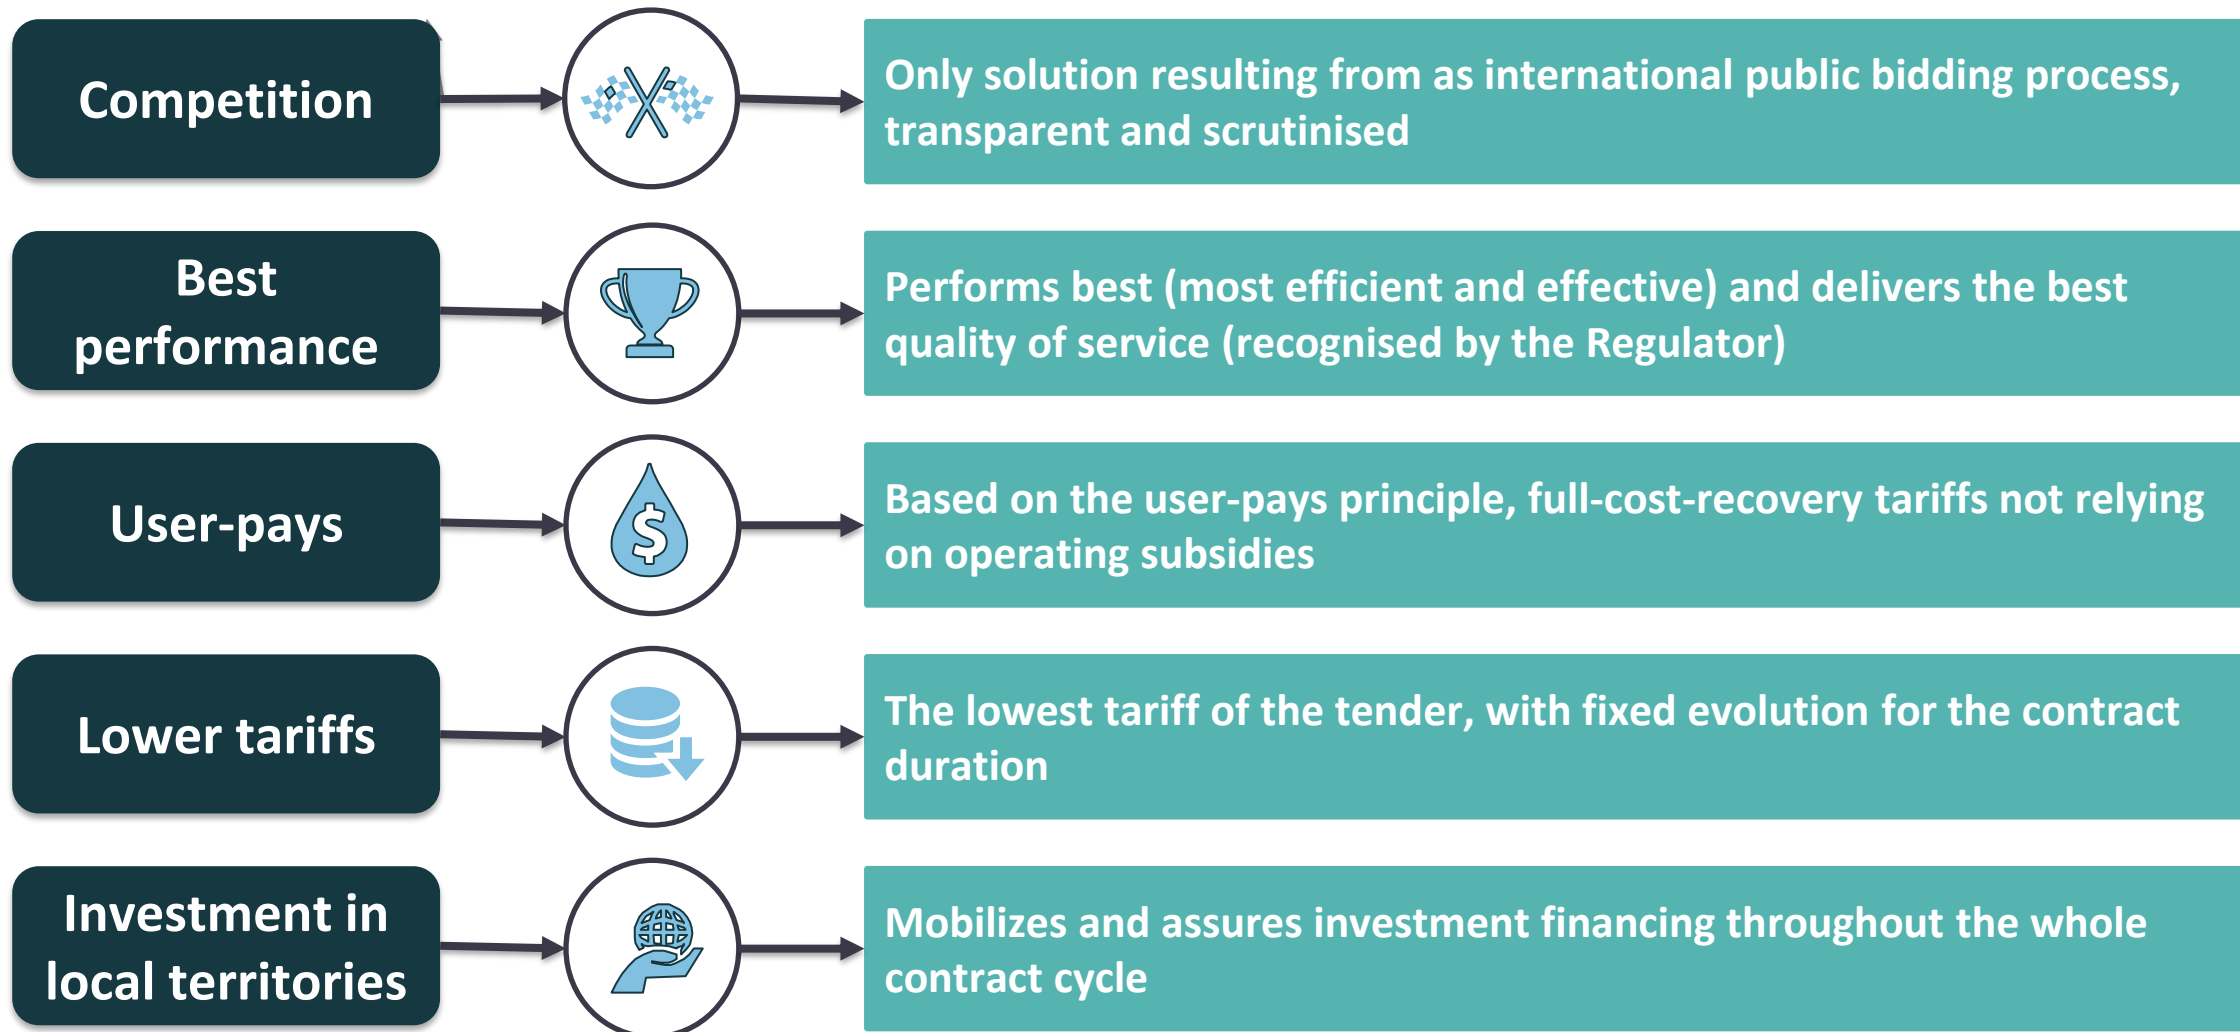 Competition
Only solution resulting from as international public bidding process,
transparent and scrutinised
Best
performance
Performs best (most efficient and effective) and delivers the best
quality of service (recognised by the Regulator)
User-pays
$
Based on the user-pays principle, full-cost-recovery tariffs not relying
on operating subsidies
Lower tariffs
The lowest tariff of the tender, with fixed evolution for the contract
duration
Investment in
local territories
Mobilizes and assures investment financing throughout the whole
contract cycle